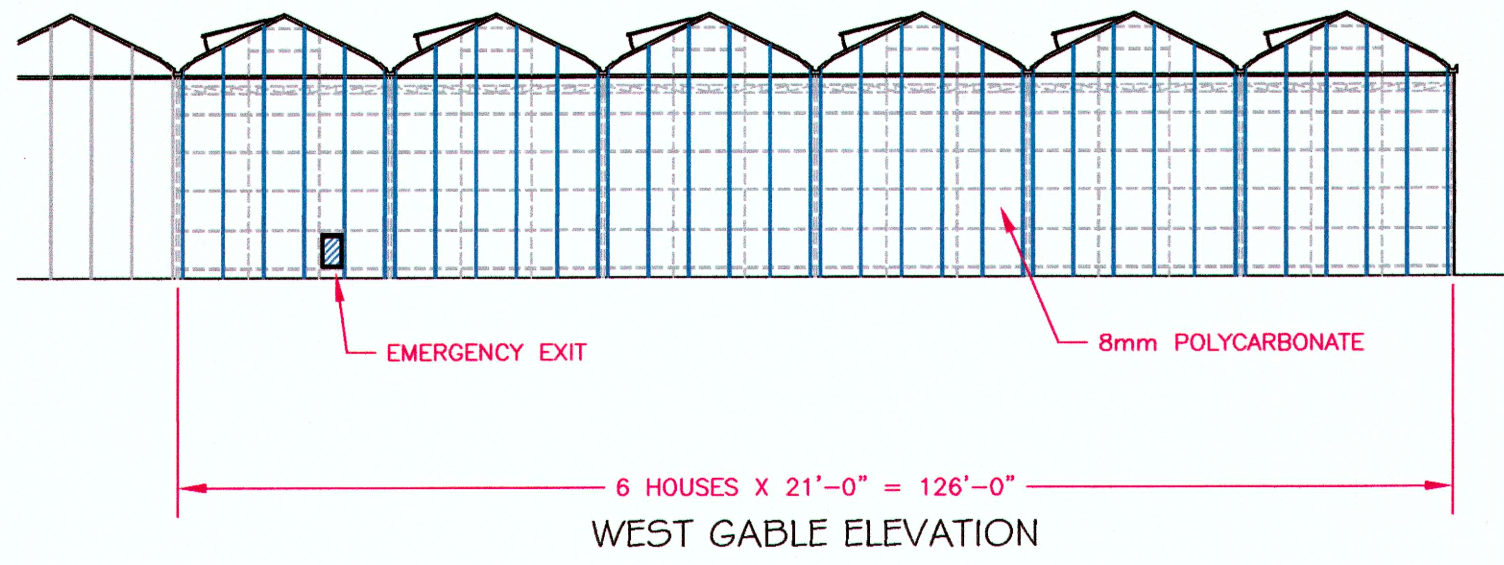 EMERGENCY EXIT
8mm POLYCARBONATE
6 HOUSES X 21'-0" = 126'-0"
WEST GABLE ELEVATION